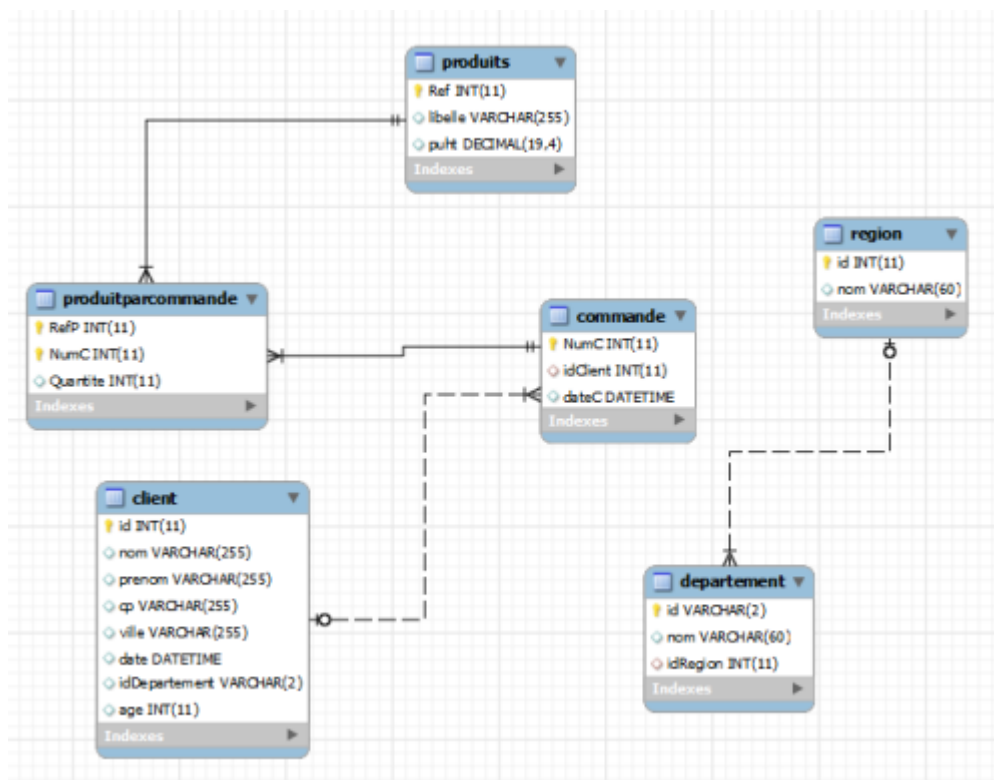 produits
Ref INT(11)
libelle VARCHAR(255)
puht DECIMAL(19,4)
Indexes
region
id INT(11)
nom VARCHAR(60)
Indexes
produitparcommande
RefP INT(11)
NumC INT(11)
Quantite INT(11)
Indexes
commande
NumC INT(11)
idClient INT(11)
dateC DATETIME
Indexes
client
id INT(11)
nom VARCHAR(255)
prenom VARCHAR(255)
cp VARCHAR(255)
ville VARCHAR(255)
date DATETIME
idDepartement VARCHAR(2)
age INT(11)
Indexes
departement
id VARCHAR(2)
nom VARCHAR(60)
idRegion INT(11)
Indexes